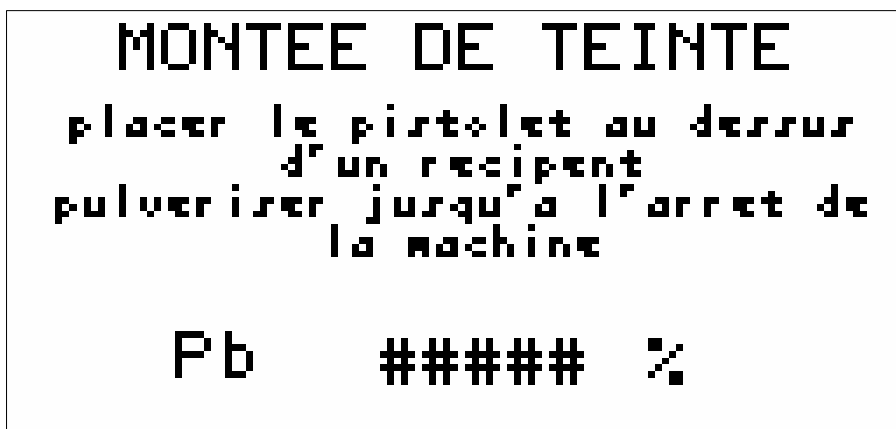 MONTEE DE TEINTE
placer le pistolet au dessus
d'un recipent
pulveriser jusqu'a l'arret de
la machine
Pb ##### %